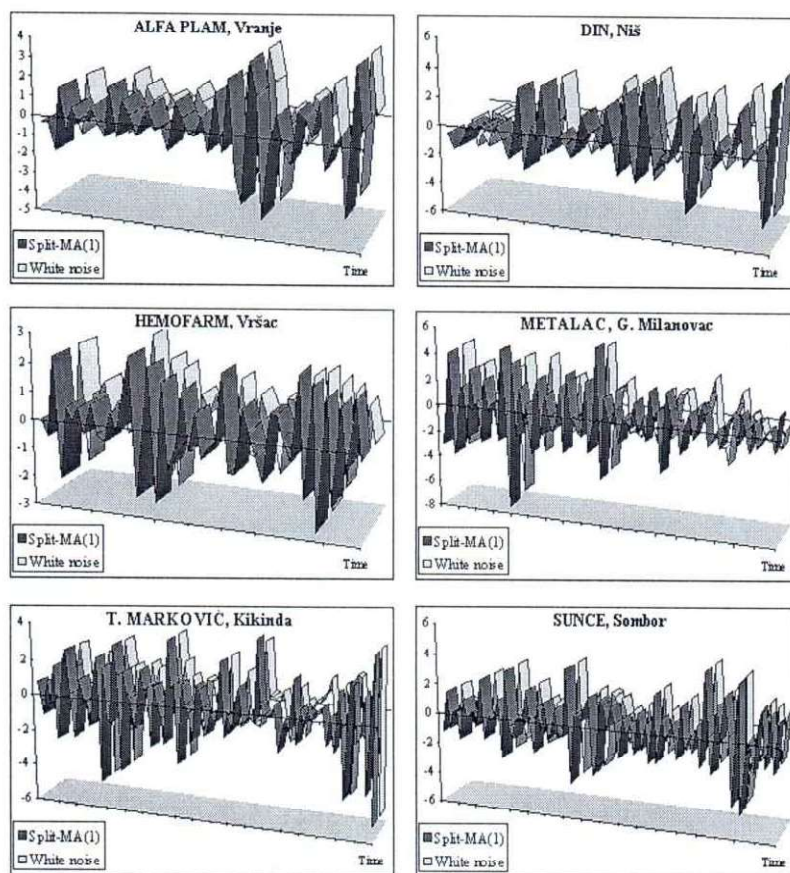 ALFA PLAM, Vranje
4
3
2
1
0
-1
-2
-3
-4
-5
Split-MA(1)
White noise
Time
DIN, Niš
6
4
2
0
-2
-4
-6
Split-MA(1)
White noise
Time
HEMOFARM, Vršac
3
2
1
0
-1
-2
-3
Split-MA(1)
White noise
Time
METALAC, G. Milanovac
6
4
2
0
-2
-4
-6
-8
Split-MA(1)
White noise
Time
T. MARKOVIĆ, Kikinda
4
2
0
-2
-4
-6
Split-MA(1)
White noise
Time
SUNCE, Sombor
6
4
2
0
-2
-4
-6
Split-MA(1)
White noise
Time